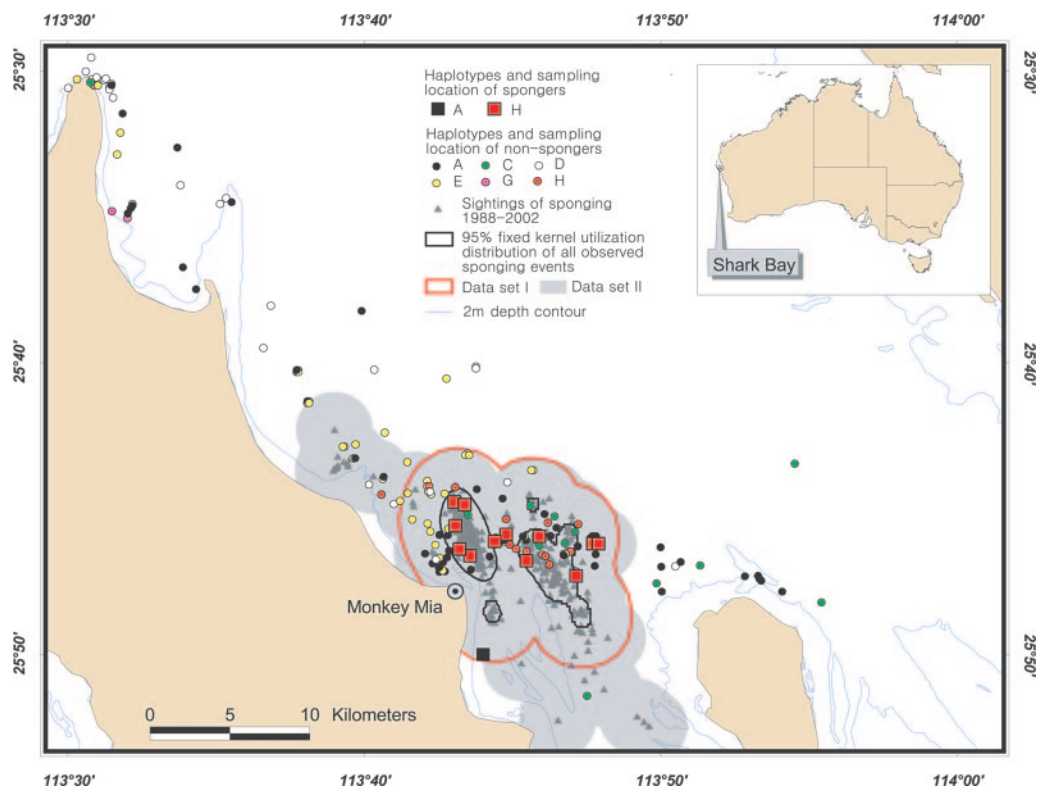 113°30' 113°40' 113°50' 114°00'
25°30' 25°30'
Haplotypes and sampling
location of spongers
A H
Haplotypes and sampling
location of non-spongers
A C D
E G H
Sightings of sponging
1988-2002
95% fixed kernel utilization
distribution of all observed
sponging events
Data set I Data set II
2m depth contour
Shark Bay
25°40' 25°40'
Monkey Mia
25°50' 25°50'
0 5 10 Kilometers
113°30' 113°40' 113°50' 114°00'